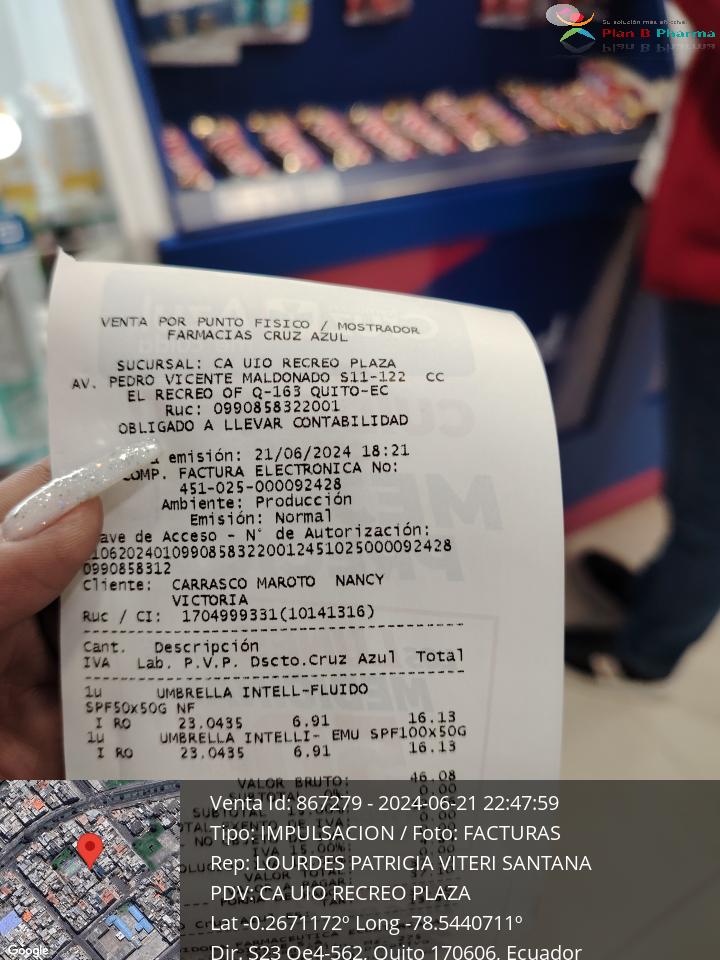 Su solución más efectiva
Plan B Pharma
VENTA POR PUNTO FISICO / MOSTRADOR
FARMACIAS CRUZ AZUL
SUCURSAL: CA UIO RECREO PLAZA
AV. PEDRO VICENTE MALDONADO S11-122 CC
EL RECREO OF Q-163 QUITO-EC
Ruc: 0990858322001
OBLIGADO A LLEVAR CONTABILIDAD
emisión: 21/06/2024 18:21
COMP. FACTURA ELECTRONICA No:
451-025-000092428
Ambiente: Producción
Emisión: Normal
ave de Acceso - N° de Autorización:
210620240109908583220012451025000092428
0990858312
Cliente: CARRASCO MAROTO NANCY
VICTORIA
Ruc / CI: 1704999331(10141316)
Cant. Descripción
IVA Lab. P.V.P. Dscto.Cruz Azul Total
1u UMBRELLA INTELL-FLUIDO
SPF50x50G NF
I RO 23.0435 6.91 16.13
1u UMBRELLA INTELLI- EMU SPF100x50G
I RO 23.0435 6.91 16.13
VALOR BRUTO: 46.08
Venta Id: 867279 - 2024-06-21 22:47:59
Tipo: IMPULSACION / Foto: FACTURAS
Rep: LOURDES PATRICIA VITERI SANTANA
PDV: CA UIO RECREO PLAZA
Lat -0.2671172º Long -78.5440711º
Dir. S23 Oe4-562, Quito 170606, Ecuador
Google